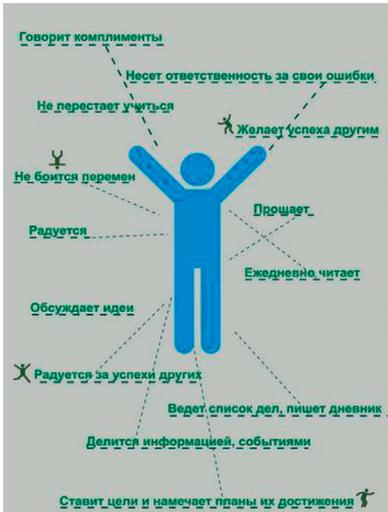 Говорит комплименты
Несет ответственность за свои ошибки
Не перестает учиться
Желает успеха другим
Не боится перемен
Прощает
Радуется
Ежедневно читает
Обсуждает идеи
Радуется за успехи других
Ведет список дел, пишет дневник
Делится информацией, событиями
Ставит цели и намечает планы их достижения